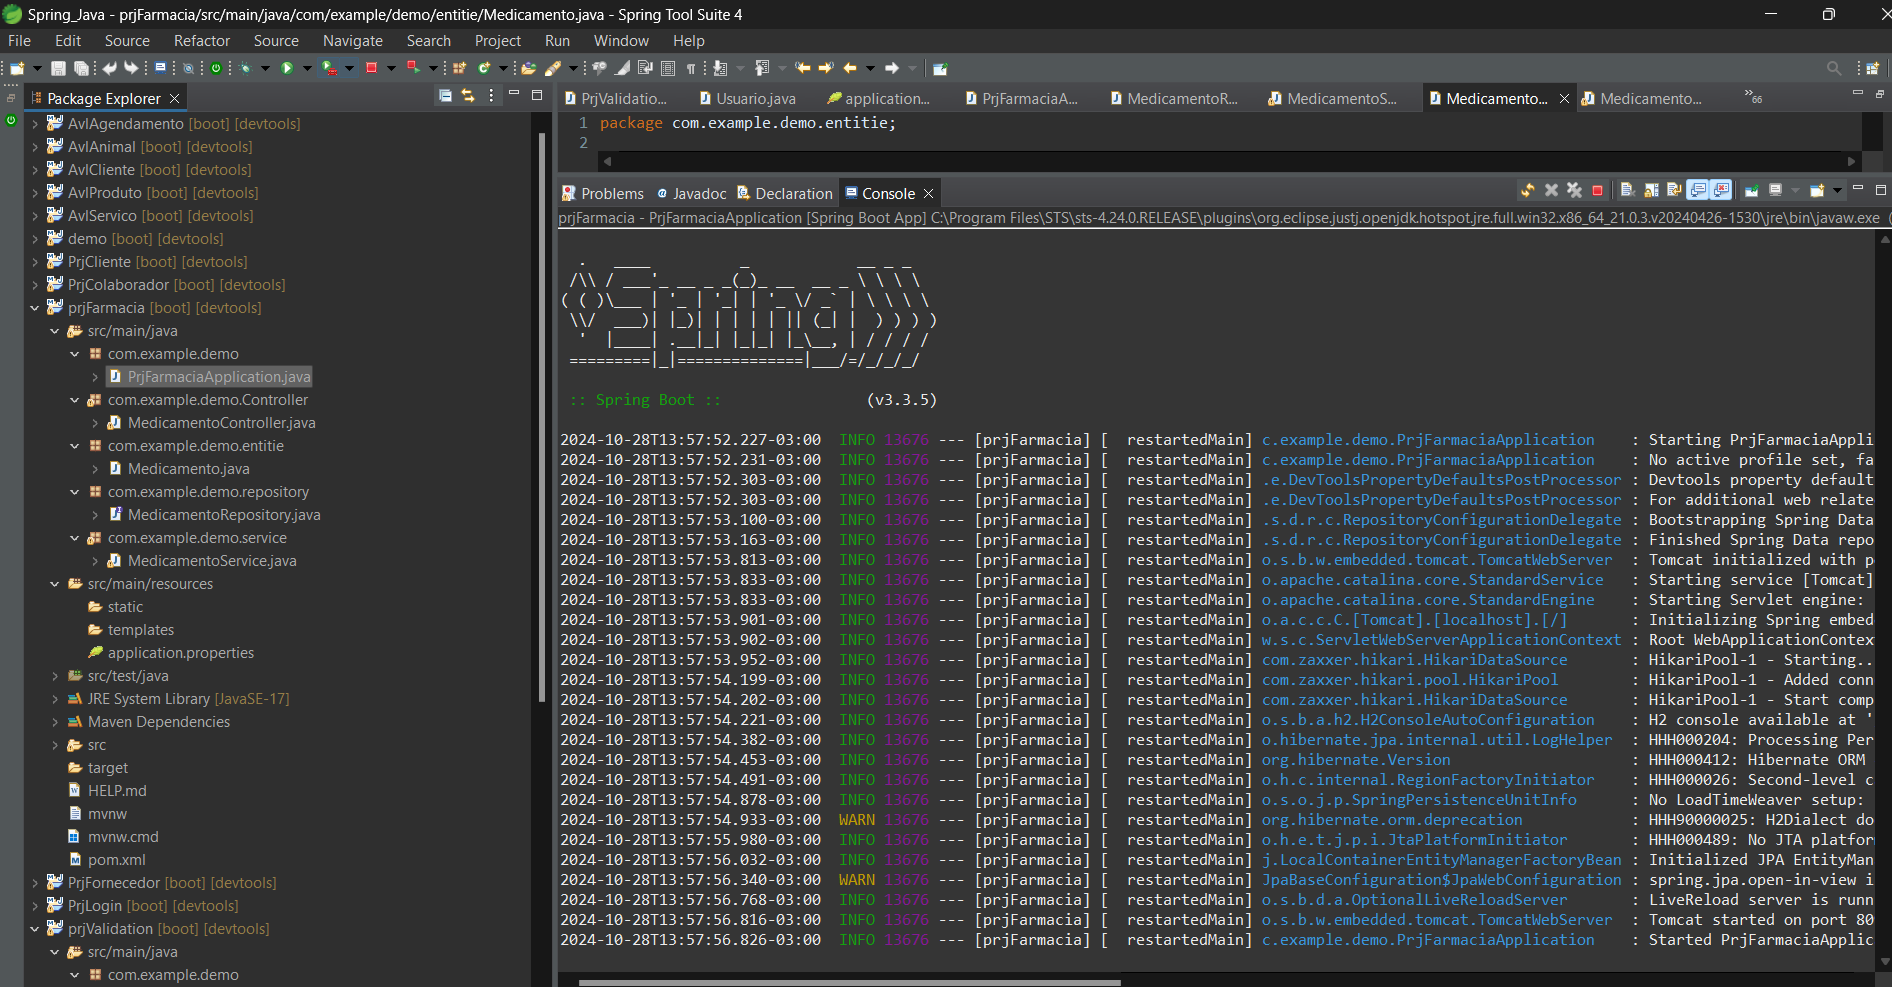 Spring_Java - prjFarmacia/src/main/java/com/example/demo/entitie/Medicamento.java - Spring Tool Suite 4
File Edit Source Refactor Source Navigate Search Project Run Window Help
Package Explorer
AvlAgendamento [boot] [devtools]
AvlAnimal [boot] [devtools]
AvlCliente [boot] [devtools]
AvlProduto [boot] [devtools]
AvlServico [boot] [devtools]
demo [boot] [devtools]
PrjCliente [boot] [devtools]
PrjColaborador [boot] [devtools]
prjFarmacia [boot] [devtools]
src/main/java
com.example.demo
PrjFarmaciaApplication.java
com.example.demo.Controller
MedicamentoController.java
com.example.demo.entitie
Medicamento.java
com.example.demo.repository
MedicamentoRepository.java
com.example.demo.service
MedicamentoService.java
src/main/resources
static
templates
application.properties
src/test/java
JRE System Library [JavaSE-17]
Maven Dependencies
src
target
HELP.md
mvnw
mvnw.cmd
pom.xml
PrjFornecedor [boot] [devtools]
PrjLogin [boot] [devtools]
prjValidation [boot] [devtools]
src/main/java
com.example.demo
PrjValidatio... Usuario.java application... PrjFarmaciaA... MedicamentoR... MedicamentoS... Medicamento... Medicamento... »66
1 package com.example.demo.entitie;
2
Problems Javadoc Declaration Console
prjFarmacia - PrjFarmaciaApplication [Spring Boot App] C:\Program Files\STS\sts-4.24.0.RELEASE\plugins\org.eclipse.justj.openjdk.hotspot.jre.full.win32.x86_64_21.0.3.v20240426-1530\jre\bin\javaw.exe (
Spring
:: Spring Boot :: (v3.3.5)
2024-10-28T13:57:52.227-03:00 INFO 13676 --- [prjFarmacia] [ restartedMain] c.example.demo.PrjFarmaciaApplication : Starting PrjFarmaciaAppli
2024-10-28T13:57:52.231-03:00 INFO 13676 --- [prjFarmacia] [ restartedMain] c.example.demo.PrjFarmaciaApplication : No active profile set, fa
2024-10-28T13:57:52.303-03:00 INFO 13676 --- [prjFarmacia] [ restartedMain] .e.DevToolsPropertyDefaultsPostProcessor : Devtools property default
2024-10-28T13:57:52.303-03:00 INFO 13676 --- [prjFarmacia] [ restartedMain] .e.DevToolsPropertyDefaultsPostProcessor : For additional web relate
2024-10-28T13:57:53.100-03:00 INFO 13676 --- [prjFarmacia] [ restartedMain] .s.d.r.c.RepositoryConfigurationDelegate : Bootstrapping Spring Data
2024-10-28T13:57:53.163-03:00 INFO 13676 --- [prjFarmacia] [ restartedMain] .s.d.r.c.RepositoryConfigurationDelegate : Finished Spring Data repo
2024-10-28T13:57:53.813-03:00 INFO 13676 --- [prjFarmacia] [ restartedMain] o.s.b.w.embedded.tomcat.TomcatWebServer : Tomcat initialized with p
2024-10-28T13:57:53.833-03:00 INFO 13676 --- [prjFarmacia] [ restartedMain] o.apache.catalina.core.StandardService : Starting service [Tomcat]
2024-10-28T13:57:53.833-03:00 INFO 13676 --- [prjFarmacia] [ restartedMain] o.apache.catalina.core.StandardEngine : Starting Servlet engine:
2024-10-28T13:57:53.901-03:00 INFO 13676 --- [prjFarmacia] [ restartedMain] o.a.c.c.C.[Tomcat].[localhost].[/] : Initializing Spring embed
2024-10-28T13:57:53.902-03:00 INFO 13676 --- [prjFarmacia] [ restartedMain] w.s.c.ServletWebServerApplicationContext : Root WebApplicationContex
2024-10-28T13:57:53.952-03:00 INFO 13676 --- [prjFarmacia] [ restartedMain] com.zaxxer.hikari.HikariDataSource : HikariPool-1 - Starting..
2024-10-28T13:57:54.199-03:00 INFO 13676 --- [prjFarmacia] [ restartedMain] com.zaxxer.hikari.pool.HikariPool : HikariPool-1 - Added conn
2024-10-28T13:57:54.202-03:00 INFO 13676 --- [prjFarmacia] [ restartedMain] com.zaxxer.hikari.HikariDataSource : HikariPool-1 - Start comp
2024-10-28T13:57:54.221-03:00 INFO 13676 --- [prjFarmacia] [ restartedMain] o.s.b.a.h2.H2ConsoleAutoConfiguration : H2 console available at '
2024-10-28T13:57:54.382-03:00 INFO 13676 --- [prjFarmacia] [ restartedMain] o.hibernate.jpa.internal.util.LogHelper : HHH000204: Processing Per
2024-10-28T13:57:54.453-03:00 INFO 13676 --- [prjFarmacia] [ restartedMain] org.hibernate.Version : HHH000412: Hibernate ORM
2024-10-28T13:57:54.491-03:00 INFO 13676 --- [prjFarmacia] [ restartedMain] o.h.c.internal.RegionFactoryInitiator : HHH000026: Second-level c
2024-10-28T13:57:54.878-03:00 INFO 13676 --- [prjFarmacia] [ restartedMain] o.s.o.j.p.SpringPersistenceUnitInfo : No LoadTimeWeaver setup:
2024-10-28T13:57:54.933-03:00 WARN 13676 --- [prjFarmacia] [ restartedMain] org.hibernate.orm.deprecation : HHH90000025: H2Dialect do
2024-10-28T13:57:55.980-03:00 INFO 13676 --- [prjFarmacia] [ restartedMain] o.h.e.t.j.p.i.JtaPlatformInitiator : HHH000489: No JTA platfor
2024-10-28T13:57:56.032-03:00 INFO 13676 --- [prjFarmacia] [ restartedMain] j.LocalContainerEntityManagerFactoryBean : Initialized JPA EntityMan
2024-10-28T13:57:56.340-03:00 WARN 13676 --- [prjFarmacia] [ restartedMain] JpaBaseConfiguration$JpaWebConfiguration : spring.jpa.open-in-view i
2024-10-28T13:57:56.768-03:00 INFO 13676 --- [prjFarmacia] [ restartedMain] o.s.b.d.a.OptionalLiveReloadServer : LiveReload server is runn
2024-10-28T13:57:56.816-03:00 INFO 13676 --- [prjFarmacia] [ restartedMain] o.s.b.w.embedded.tomcat.TomcatWebServer : Tomcat started on port 80
2024-10-28T13:57:56.826-03:00 INFO 13676 --- [prjFarmacia] [ restartedMain] c.example.demo.PrjFarmaciaApplication : Started PrjFarmaciaApplic